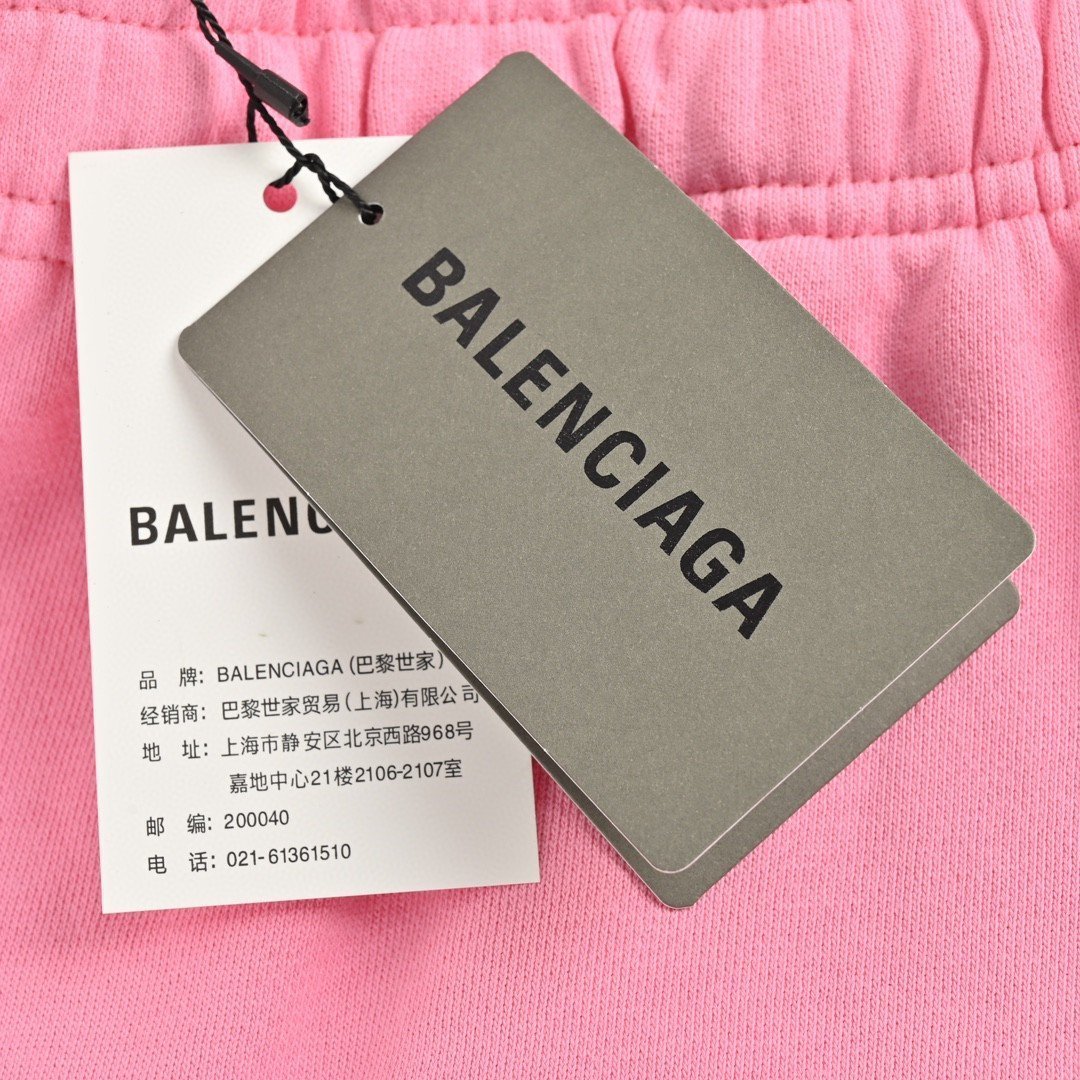 BALENCIAGA
BALENC
品 牌: BALENCIAGA (巴黎世家)
经销商: 巴黎世家贸易(上海)有限公司
地 址: 上海市静安区北京西路968号
嘉地中心21楼2106-2107室
邮 编: 200040
电 话: 021-61361510